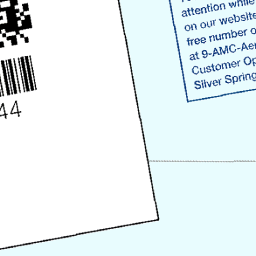 attention while
on our website
free number o
at 9-AMC-Aer
Customer Op
Silver Spring
44